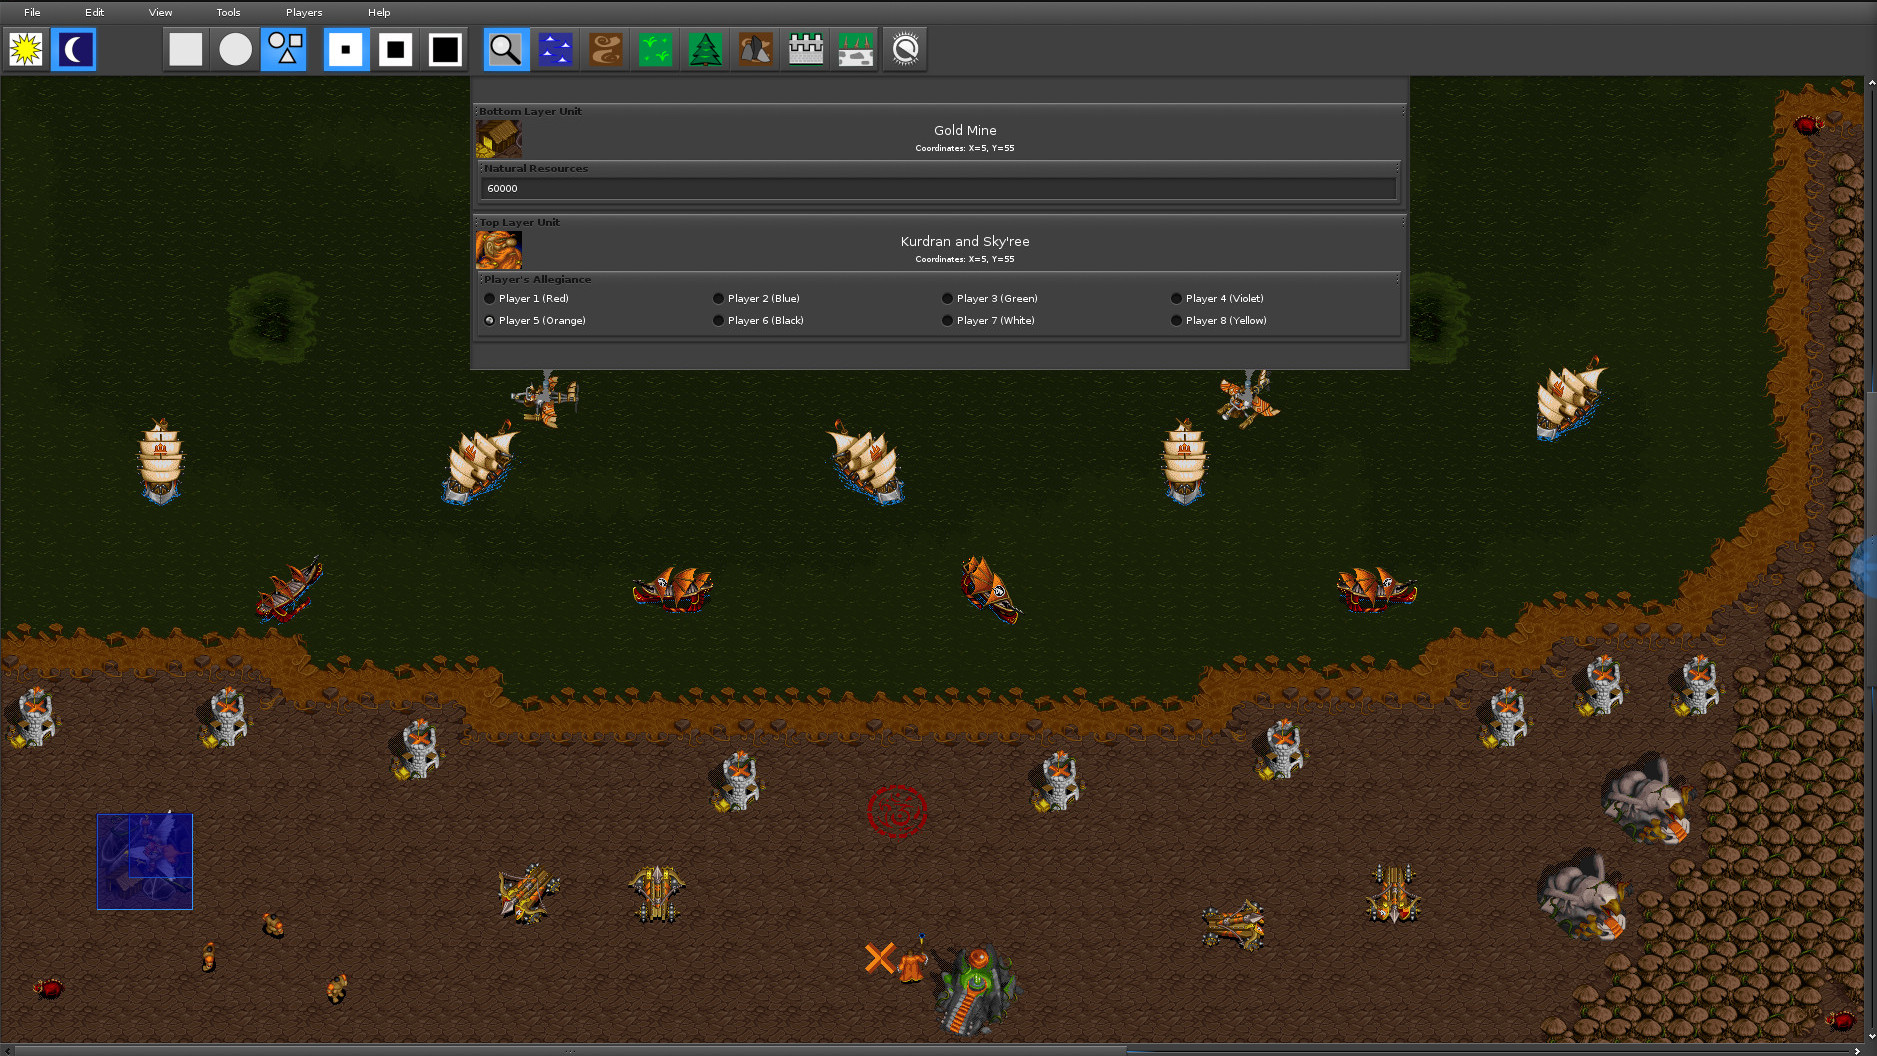 File Edit View Tools Players Help
Bottom Layer Unit
Gold Mine
Coordinates: X=5, Y=55
Natural Resources
60000
Top Layer Unit
Kurdran and Sky'ree
Coordinates: X=5, Y=55
Player's Allegiance
Player 1 (Red) Player 2 (Blue) Player 3 (Green) Player 4 (Violet)
Player 5 (Orange) Player 6 (Black) Player 7 (White) Player 8 (Yellow)